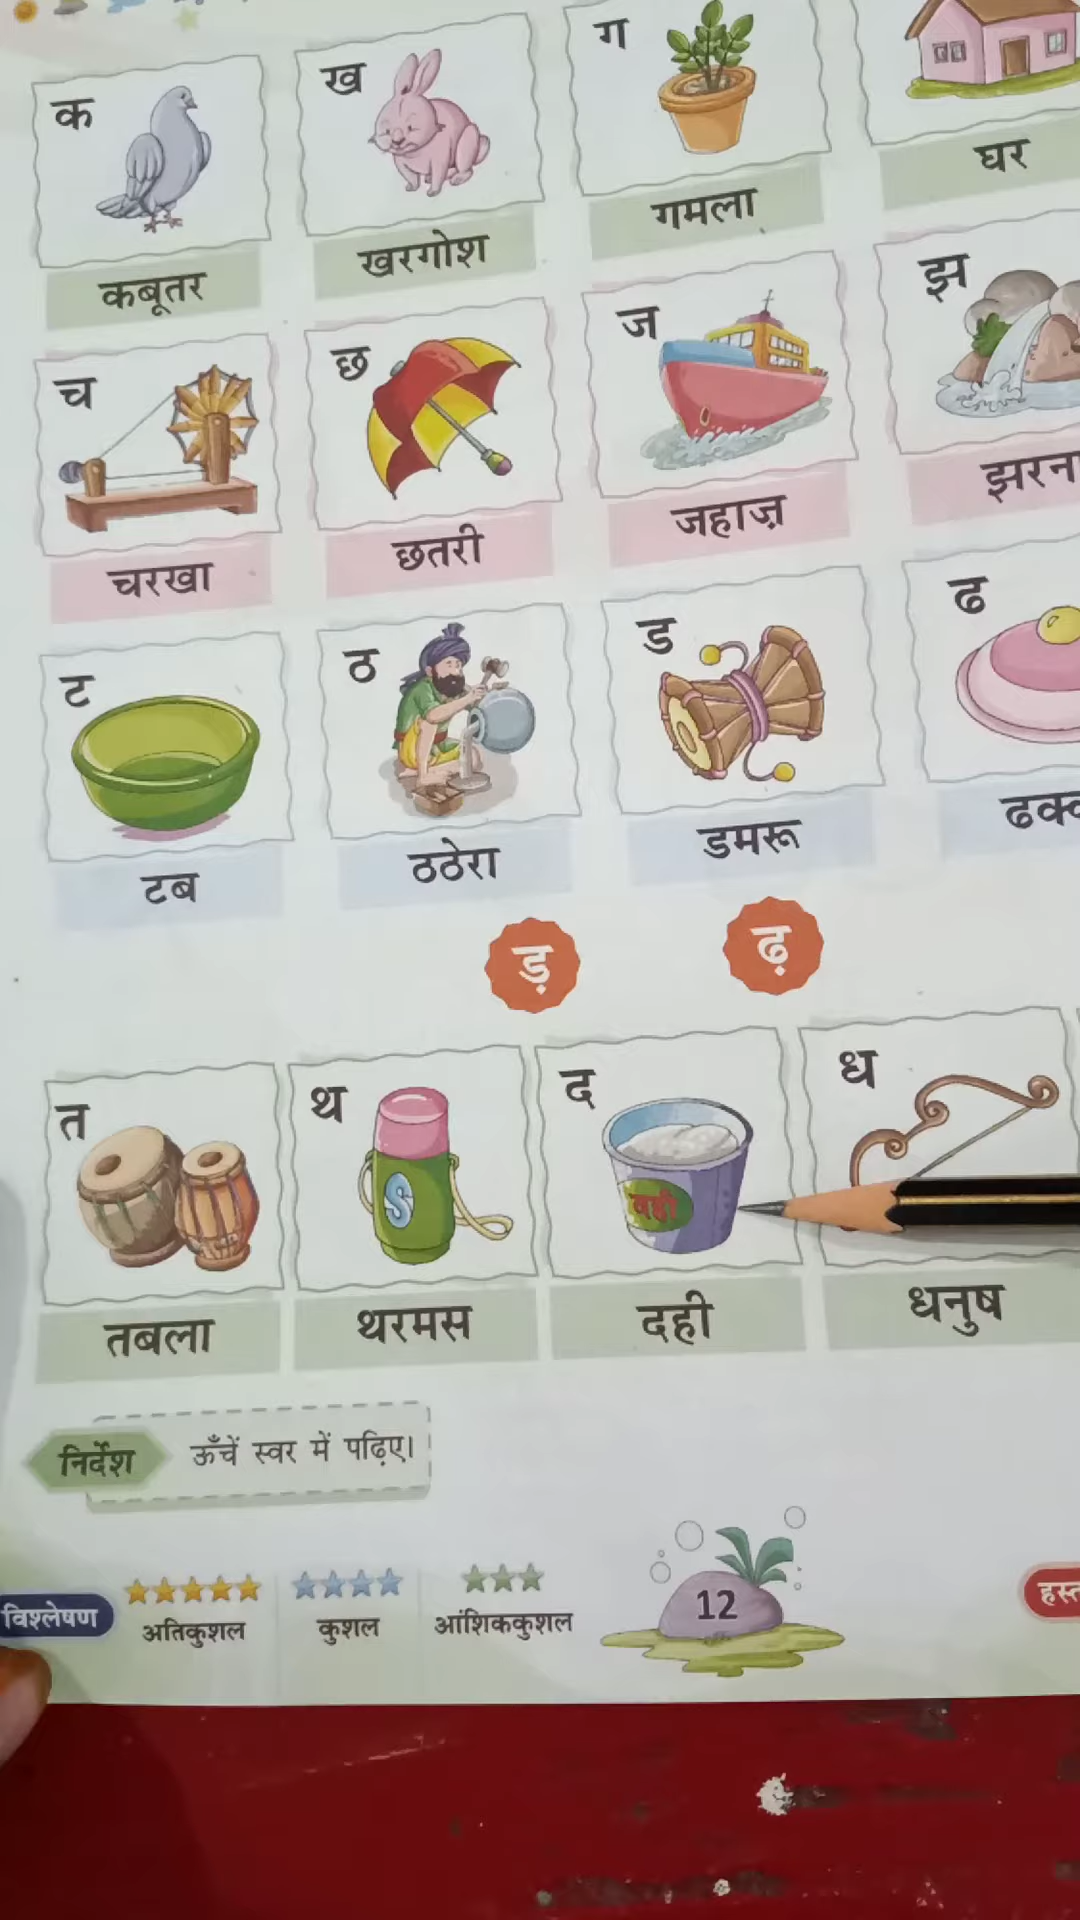 क ख ग
घर
गमला
खरगोश
कबूतर
च छ ज झ
जहाज़
छतरी
चरखा
ट ठ ड ढ
डमरू
ठठेरा
टब
ड़ ढ़
त थ द ध
दही
तबला थरमस दही धनुष
निर्देश ऊँचें स्वर में पढ़िए।
विश्लेषण अतिकुशल कुशल आंशिककुशल
12